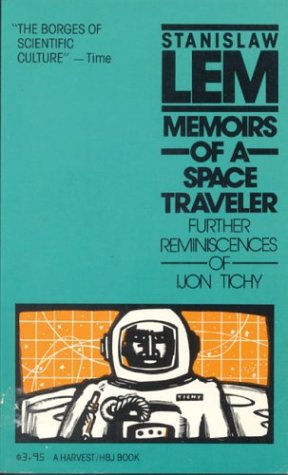 "THE BORGES OF
SCIENTIFIC
CULTURE" — Time
STANISLAW
LEM
MEMOIRS
OF A
SPACE
TRAVELER
FURTHER
REMINISCENCES
OF
IJON TICHY
TICHY
$3.95 A HARVEST/HBJ BOOK